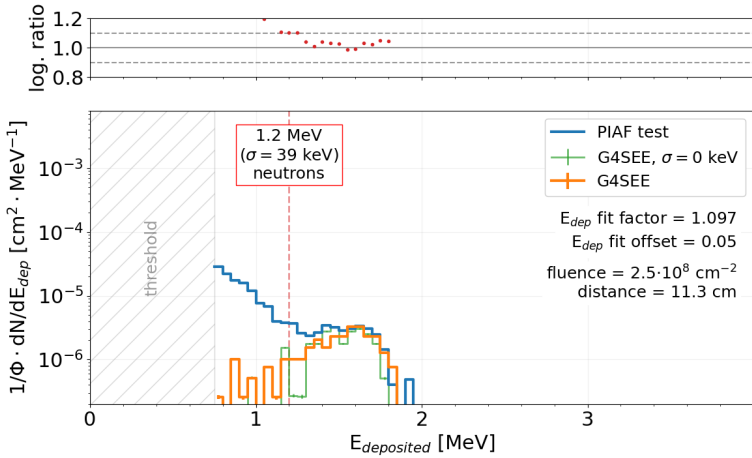 log. ratio
1.2
1.0
0.8
1/Φ · dN/dE_dep [cm² · MeV⁻¹]
10⁻³
10⁻⁴
10⁻⁵
10⁻⁶
threshold
1.2 MeV
(σ = 39 keV)
neutrons
PIAF test
G4SEE, σ = 0 keV
G4SEE
E_dep fit factor = 1.097
E_dep fit offset = 0.05
fluence = 2.5·10⁸ cm⁻²
distance = 11.3 cm
0 1 2 3
E_deposited [MeV]